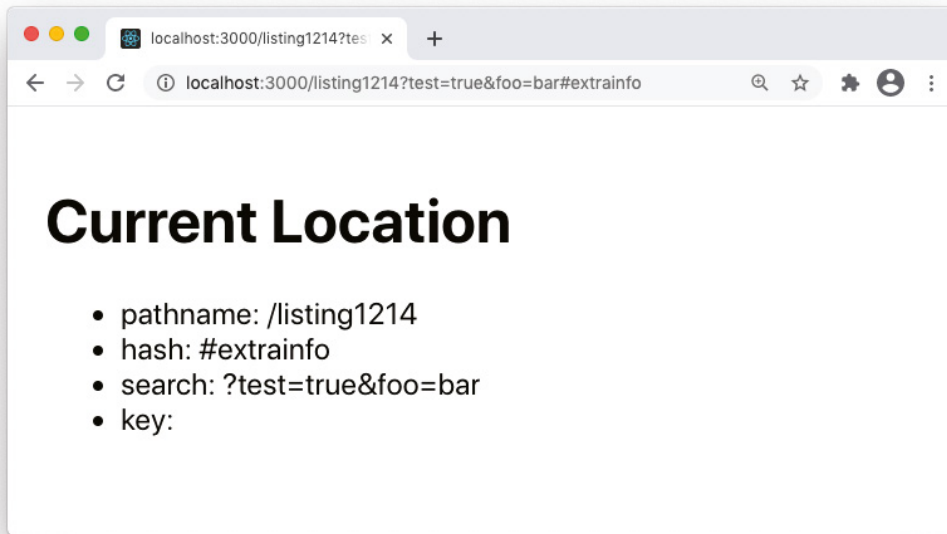 localhost:3000/listing1214?tes
localhost:3000/listing1214?test=true&foo=bar#extrainfo
Current Location
• pathname: /listing1214
• hash: #extrainfo
• search: ?test=true&foo=bar
• key: